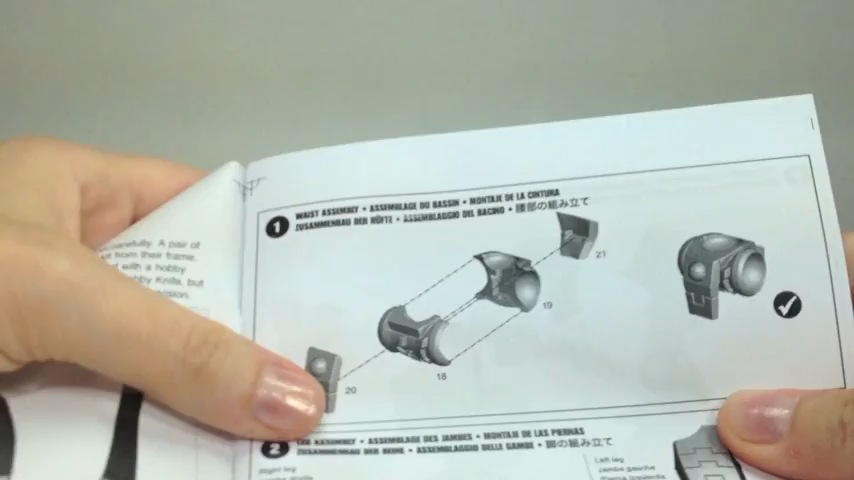 carefully. A pair of
from their frame.
with a hobby
Knife, but
1
WAIST ASSEMBLY • ASSEMBLAGE DU BASSIN • MONTAJE DE LA CINTURA
ZUSAMMENBAU DER HÜFTE • ASSEMBLAGGIO DEL BACINO • 腰部の組み立て
21
19
18
20
2
LEG ASSEMBLY • ASSEMBLAGE DES JAMBES • MONTAJE DE LAS PIERNAS
ZUSAMMENBAU DER BEINE • ASSEMBLAGGIO DELLE GAMBE • 脚の組み立て
Right leg
Left leg
Jambe gauche
Pierna izquierda